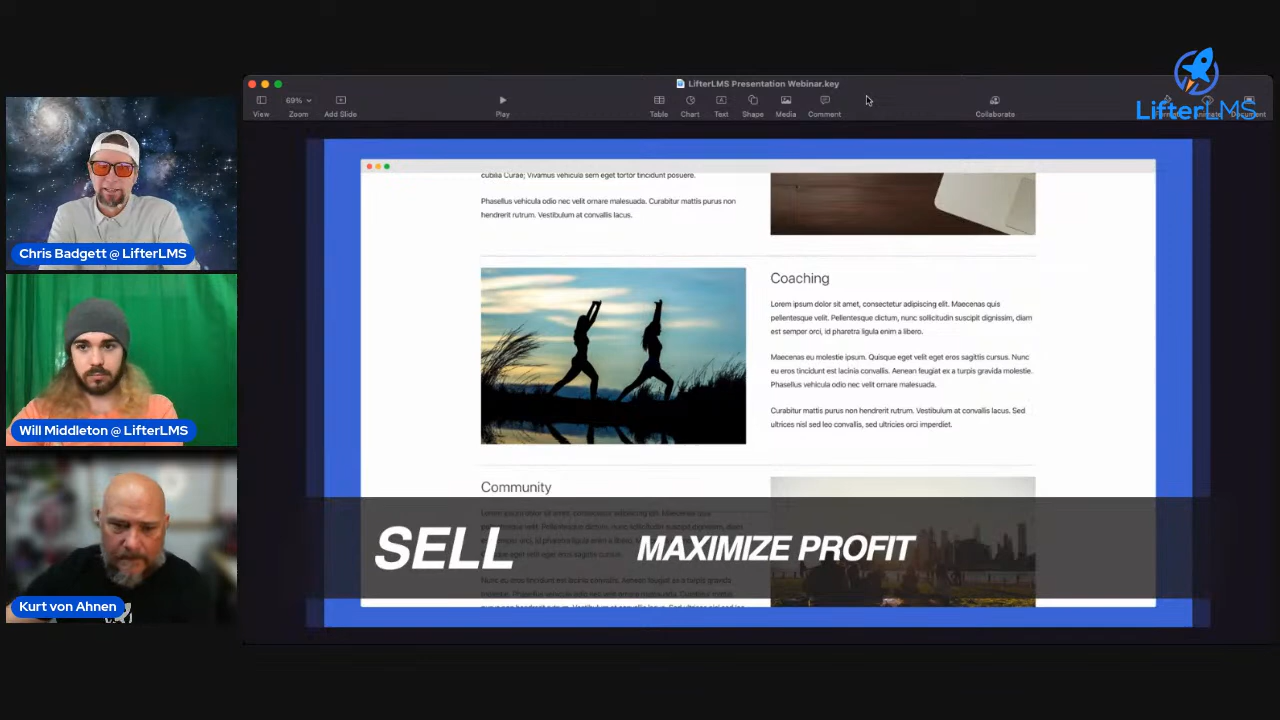 LifterLMS Presentation Webinar.key
LifterLMS
69%
View
Zoom
Add Slide
Play
Table
Chart
Text
Shape
Media
Comment
Collaborate
Chris Badgett @ LifterLMS
Will Middleton @ LifterLMS
Kurt von Ahnen
cubilia Curae; Vivamus vehicula sem eget tortor tincidunt posuere.
Phasellus vehicula odio nec velit ornare malesuada. Curabitur mattis purus non
hendrerit rutrum. Vestibulum at convallis lacus.
Coaching
Lorem ipsum dolor sit amet, consectetur adipiscing elit. Maecenas quis
pellentesque velit. Pellentesque dictum, nunc sollicitudin suscipit dignissim, diam
est semper orci, id pharetra ligula enim a libero.
Maecenas eu molestie ipsum. Quisque eget velit eget eros sagittis cursus. Nunc
eu eros tincidunt est lacinia convallis. Aenean feugiat ex a turpis gravida molestie.
Phasellus vehicula odio nec velit ornare malesuada.
Curabitur mattis purus non hendrerit rutrum. Vestibulum at convallis lacus. Sed
ultrices nisl sed leo convallis, sed ultricies orci imperdiet.
Community
SELL
MAXIMIZE PROFIT